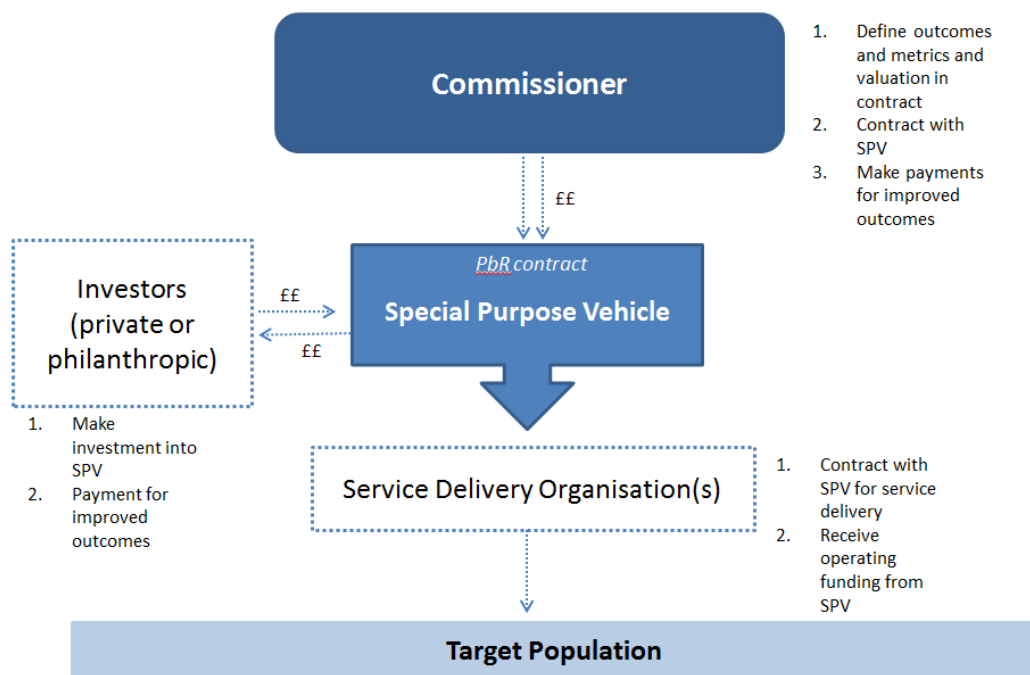 Commissioner
1. Define outcomes
and metrics and
valuation in
contract
2. Contract with
SPV
3. Make payments
for improved
outcomes
££
PbR contract
Special Purpose Vehicle
Investors
(private or
philanthropic)
££
££
1. Make
investment into
SPV
2. Payment for
improved
outcomes
Service Delivery Organisation(s)
1. Contract with
SPV for service
delivery
2. Receive
operating
funding from
SPV
Target Population